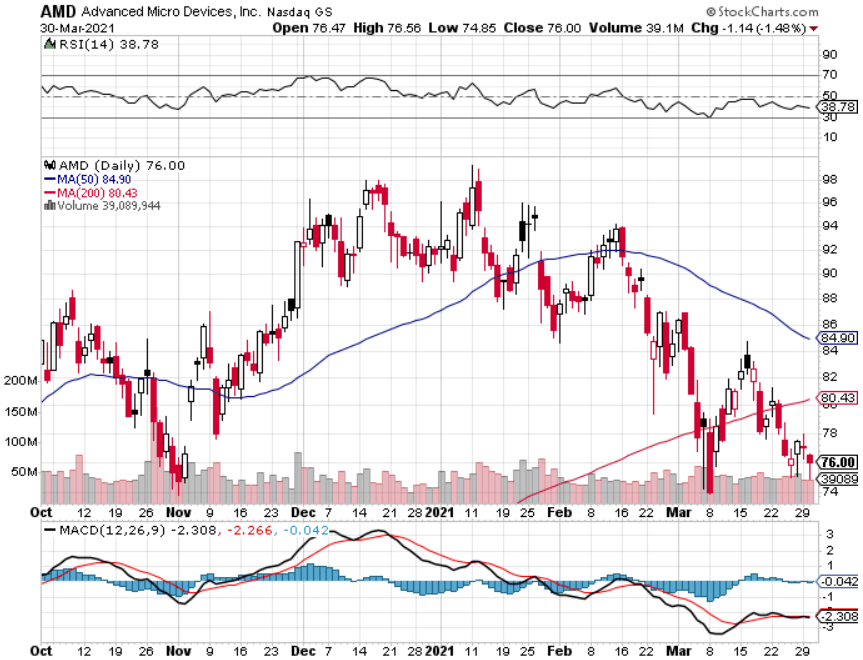 AMD Advanced Micro Devices, Inc. Nasdaq GS
© StockCharts.com
30-Mar-2021
Open 76.47 High 76.56 Low 74.85 Close 76.00 Volume 39.1M Chg -1.14 (-1.48%)
RSI(14) 38.78
90
70
50
38.78
30
10
AMD (Daily) 76.00
MA(50) 84.90
MA(200) 80.43
Volume 39,089,944
98
96
94
92
90
88
86
84.90
84
82
80.43
80
78
76.00
39089
74
200M
150M
100M
50M
Oct 12 19 26 Nov 9 16 23 Dec 7 14 21 28 2021 11 19 25 Feb 8 16 22 Mar 8 15 22 29
MACD(12,26,9) -2.308, -2.266, -0.042
3
2
1
-0.042
-1
-2.308
-3
Oct 12 19 26 Nov 9 16 23 Dec 7 14 21 28 2021 11 19 25 Feb 8 16 22 Mar 8 15 22 29